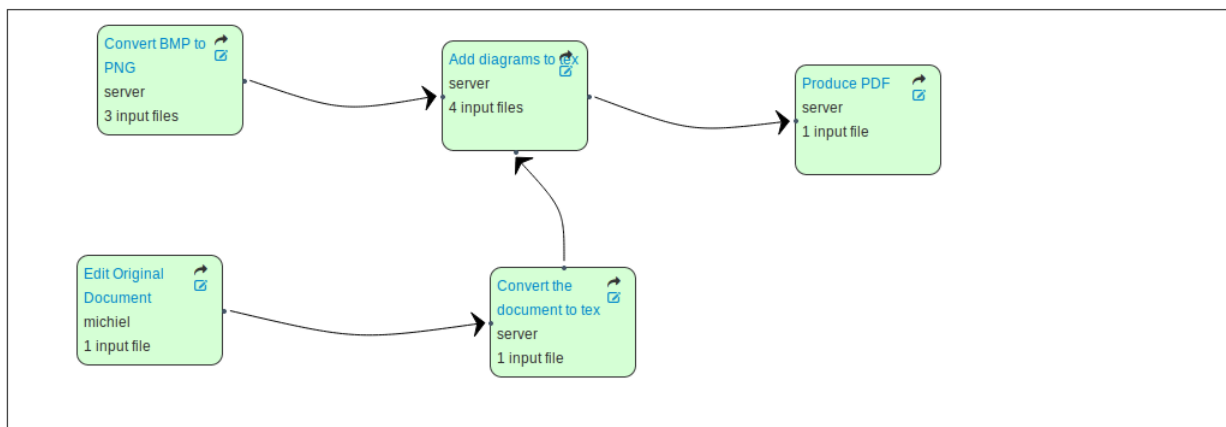 Convert BMP to
PNG
server
3 input files
Add diagrams to tex
server
4 input files
Produce PDF
server
1 input file
Edit Original
Document
michiel
1 input file
Convert the
document to tex
server
1 input file